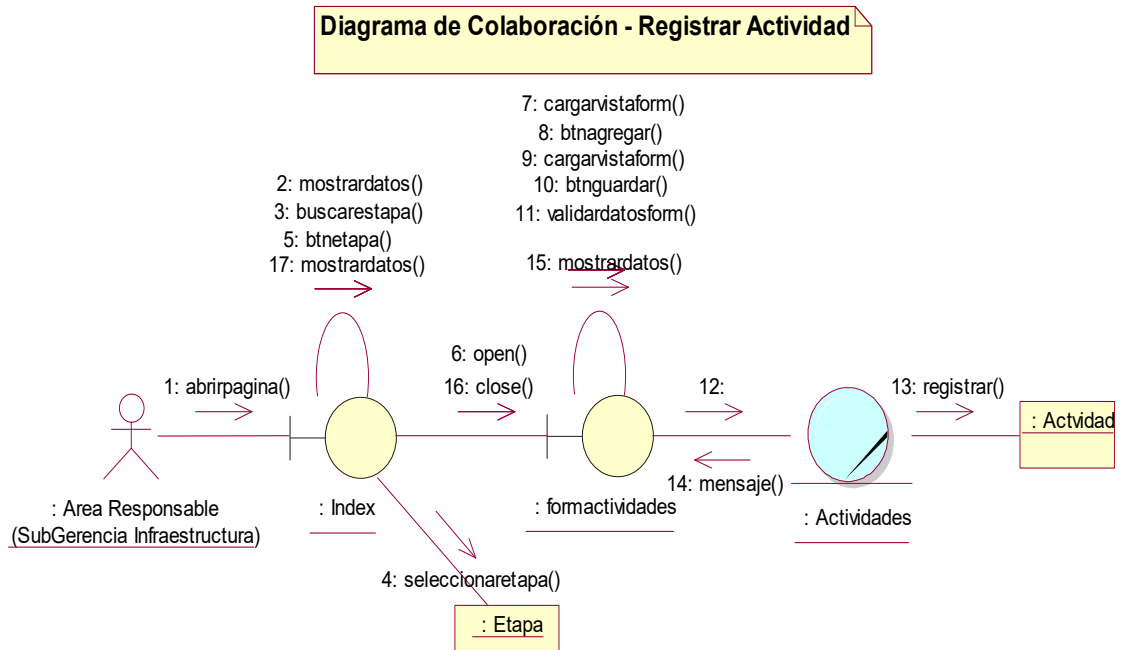 Diagrama de Colaboración - Registrar Actividad
7: cargarvistaform()
8: btnagregar()
9: cargarvistaform()
10: btnguardar()
11: validardatosform()
15: mostrardatos()
2: mostrardatos()
3: buscarestapa()
5: btnetapa()
17: mostrardatos()
1: abrirpagina()
6: open()
16: close()
12:
13: registrar()
14: mensaje()
: Actvidad
: Area Responsable
(SubGerencia Infraestructura)
: Index
: formactividades
: Actividades
4: seleccionaretapa()
: Etapa